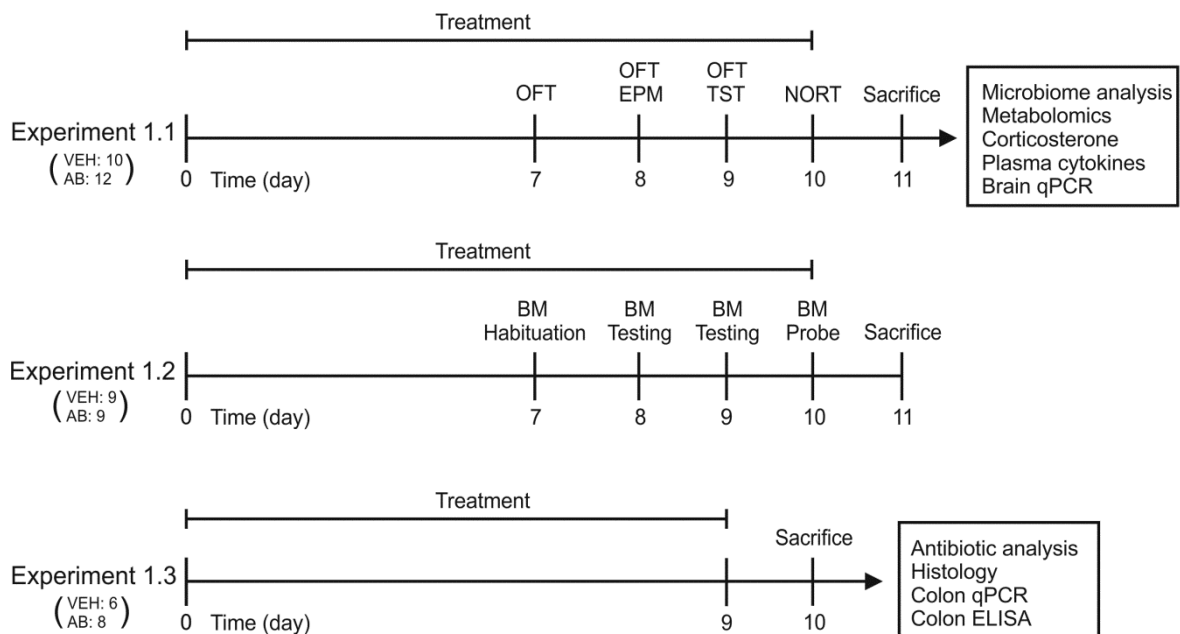 Treatment
OFT
OFT
EPM
OFT
TST
NORT
Sacrifice
Experiment 1.1
(VEH: 10
AB: 12)
0 Time (day) 7 8 9 10 11
Microbiome analysis
Metabolomics
Corticosterone
Plasma cytokines
Brain qPCR
Treatment
BM
Habituation
BM
Testing
BM
Testing
BM
Probe
Sacrifice
Experiment 1.2
(VEH: 9
AB: 9)
0 Time (day) 7 8 9 10 11
Treatment
Sacrifice
Experiment 1.3
(VEH: 6
AB: 8)
0 Time (day) 9 10
Antibiotic analysis
Histology
Colon qPCR
Colon ELISA